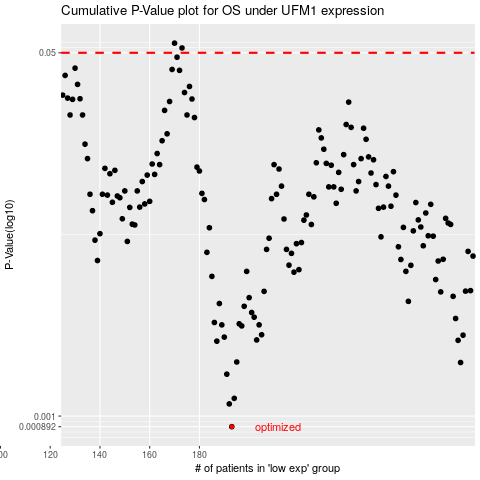 Cumulative P-Value plot for OS under UFM1 expression
0.05
P-Value(log10)
0.001
0.000892
optimized
00
120
140
160
180
# of patients in 'low exp' group